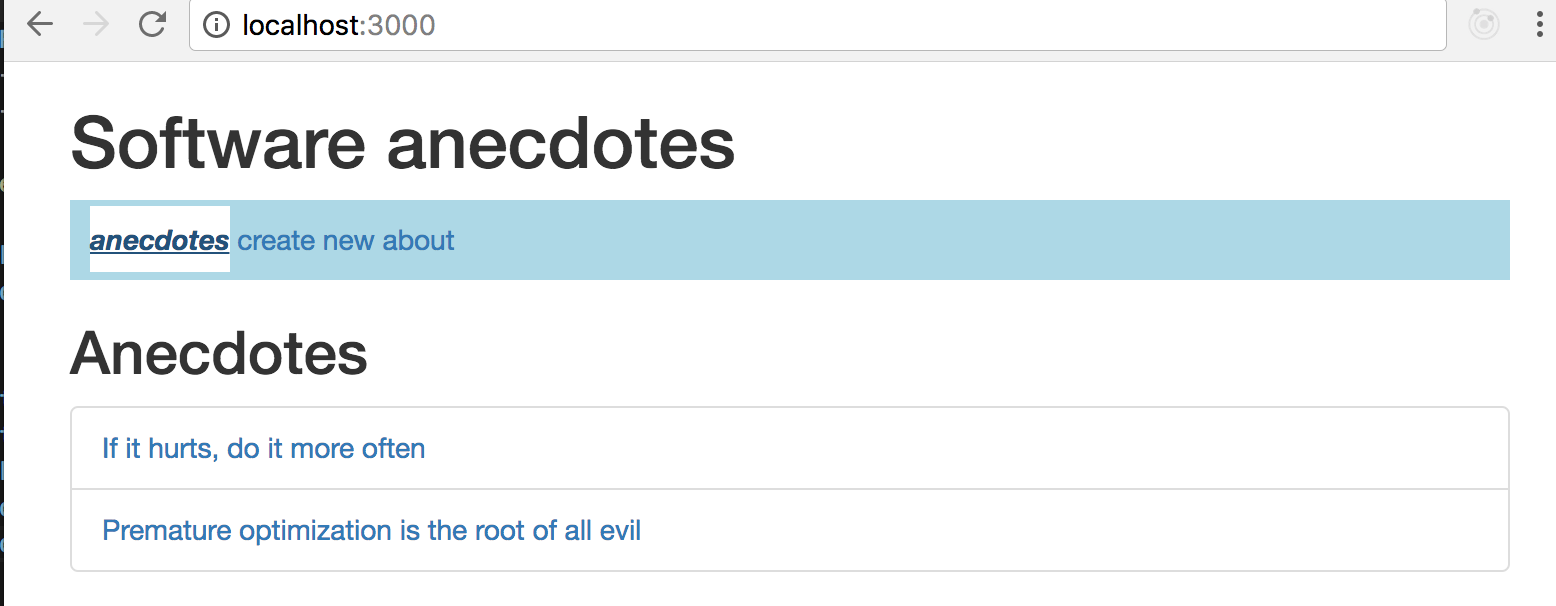 localhost:3000
Software anecdotes
anecdotes create new about
Anecdotes
If it hurts, do it more often
Premature optimization is the root of all evil